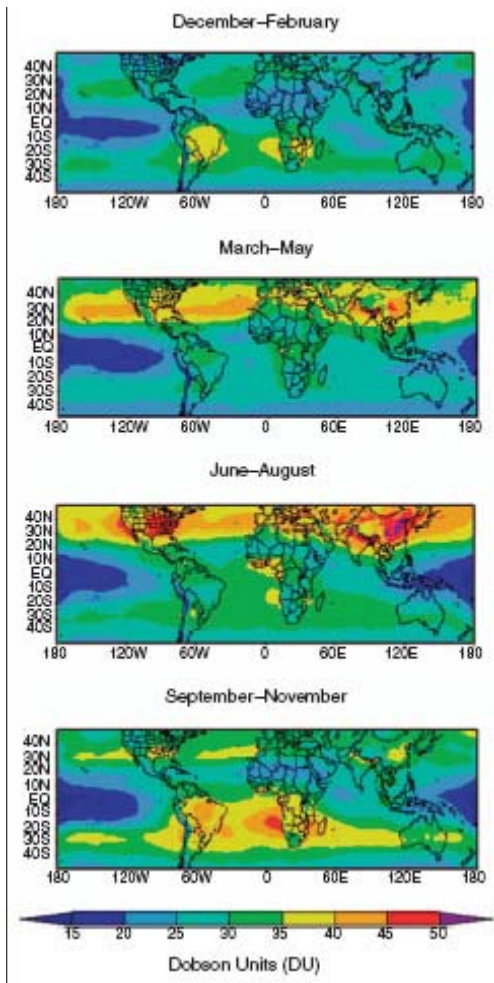 December–February
40N
30N
20N
10N
EQ
10S
20S
30S
40S
180 120W 60W 0 60E 120E 180
March–May
40N
30N
20N
10N
EQ
10S
20S
30S
40S
180 120W 60W 0 60E 120E 180
June–August
40N
30N
20N
10N
EQ
10S
20S
30S
40S
180 120W 60W 0 60E 120E 180
September–November
40N
30N
20N
10N
EQ
10S
20S
30S
40S
180 120W 60W 0 60E 120E 180
15 20 25 30 35 40 45 50
Dobson Units (DU)